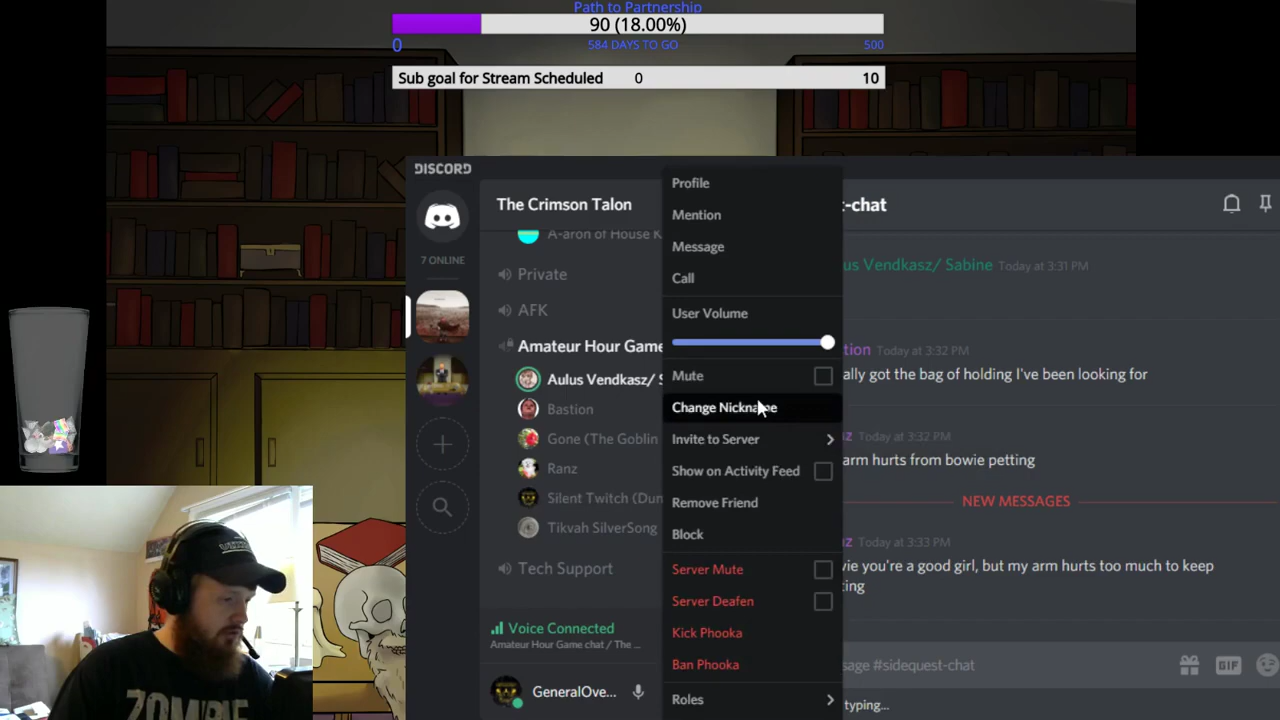 Path to Partnership
90 (18.00%)
0
584 DAYS TO GO
500
Sub goal for Stream Scheduled
0
10
DISCORD
7 ONLINE
The Crimson Talon
A-aron of House K
Private
AFK
Amateur Hour Game
Aulus Vendkasz/ S
Bastion
Gone (The Goblin
Ranz
Silent Twitch (Dun
Tikvah SilverSong
Tech Support
Voice Connected
Amateur Hour Game chat / The ...
GeneralOve...
Profile
Mention
Message
Call
User Volume
Mute
Change Nickname
Invite to Server
Show on Activity Feed
Remove Friend
Block
Server Mute
Server Deafen
Kick Phooka
Ban Phooka
Roles
t-chat
us Vendkasz/ Sabine Today at 3:31 PM
tion Today at 3:32 PM
ally got the bag of holding I've been looking for
nz Today at 3:32 PM
arm hurts from bowie petting
NEW MESSAGES
nz Today at 3:33 PM
vie you're a good girl, but my arm hurts too much to keep
ting
sage #sidequest-chat
GIF
typing...
ZOMBIE